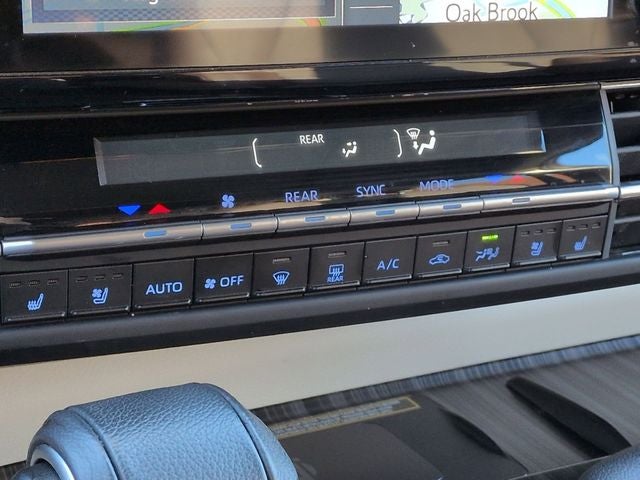 Oak Brook
REAR
REAR SYNC MODE
AUTO OFF REAR A/C